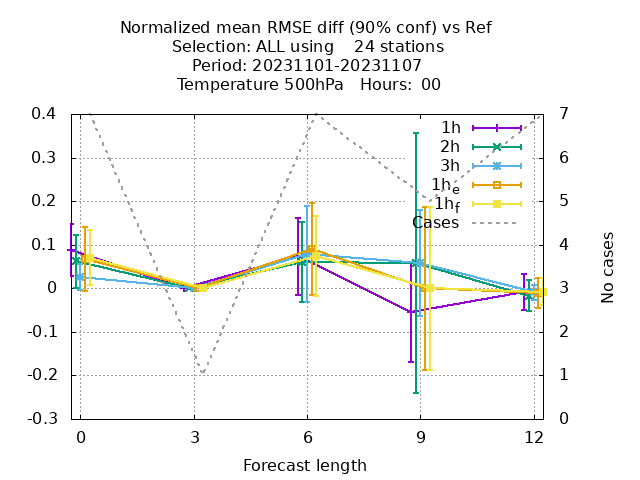 Normalized mean RMSE diff (90% conf) vs Ref
Selection: ALL using    24 stations
Period: 20231101-20231107
Temperature 500hPa   Hours:  00
0.4
0.3
0.2
0.1
0
-0.1
-0.2
-0.3
7
6
5
4
3
2
1
0
1h
2h
3h
1he
1hf
Cases
No cases
0 3 6 9 12
Forecast length